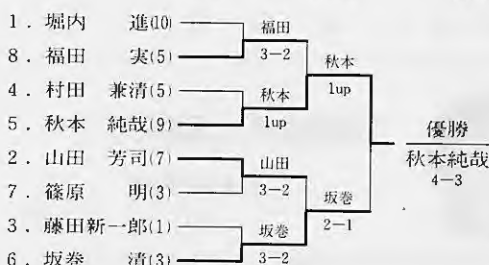 1. 堀内 進(10)
福田
8. 福田 実(5)
3-2
秋本
4. 村田 兼清(5)
1up
秋本
5. 秋本 純哉(9)
1up
優勝
2. 山田 芳司(7)
秋本純哉
山田
4-3
7. 篠原 明(3)
3-2
坂巻
3. 藤田新一郎(1)
2-1
坂巻
6. 坂巻 清(3)
3-2